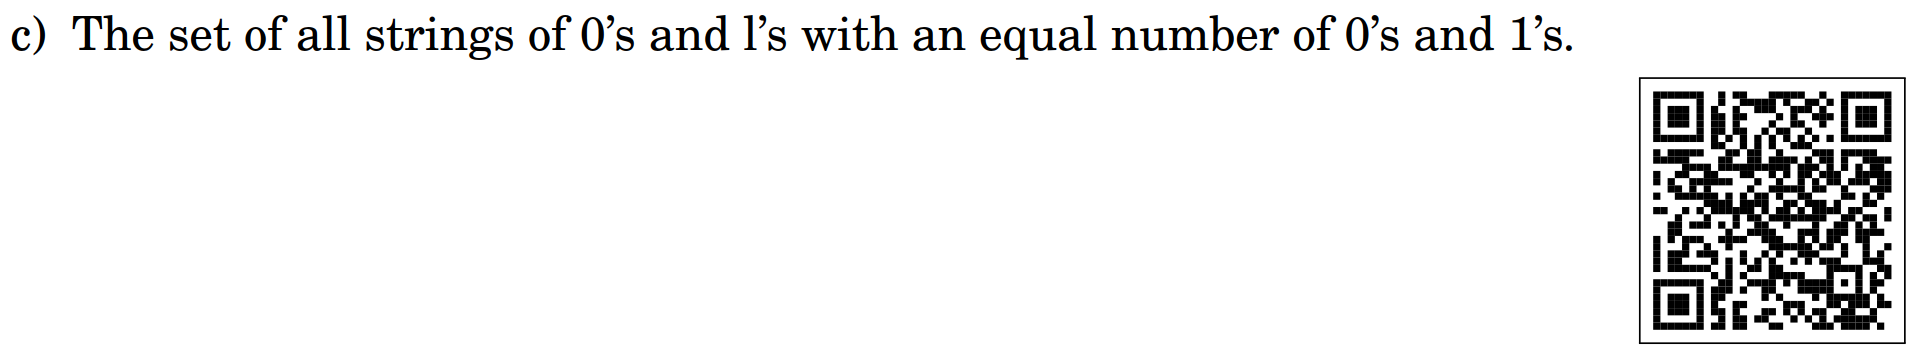 c) The set of all strings of 0’s and l’s with an equal number of 0’s and 1’s.